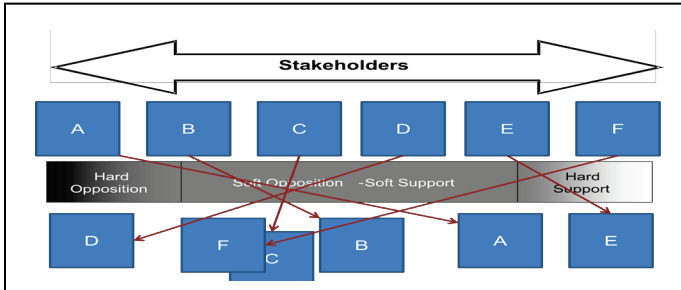 Stakeholders
A B C D E F
Hard Opposition Soft Opposition -Soft Support Hard Support
D F C B A E